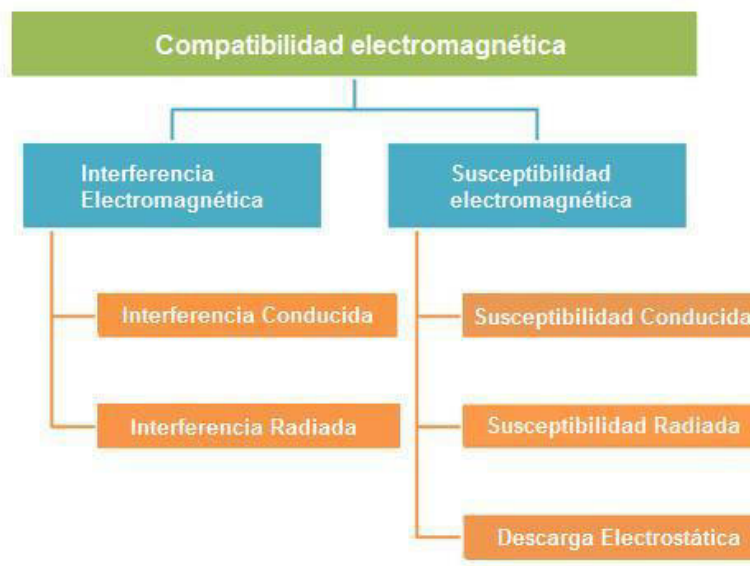 Compatibilidad electromagnética
Interferencia
Electromagnética
Susceptibilidad
electromagnética
Interferencia Conducida
Interferencia Radiada
Susceptibilidad Conducida
Susceptibilidad Radiada
Descarga Electrostática